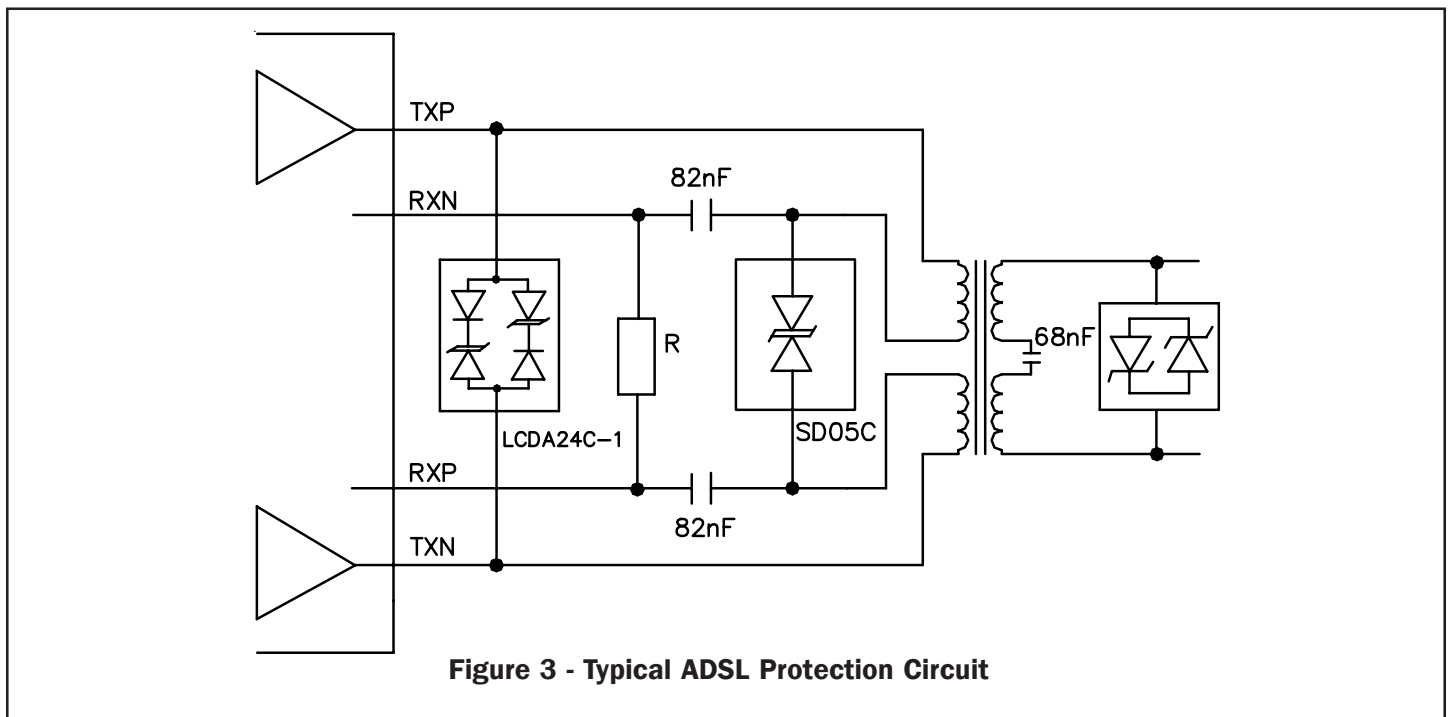 TXP
82nF
RXN
68nF
R
SD05C
LCDA24C-1
RXP
82nF
TXN
Figure 3 - Typical ADSL Protection Circuit